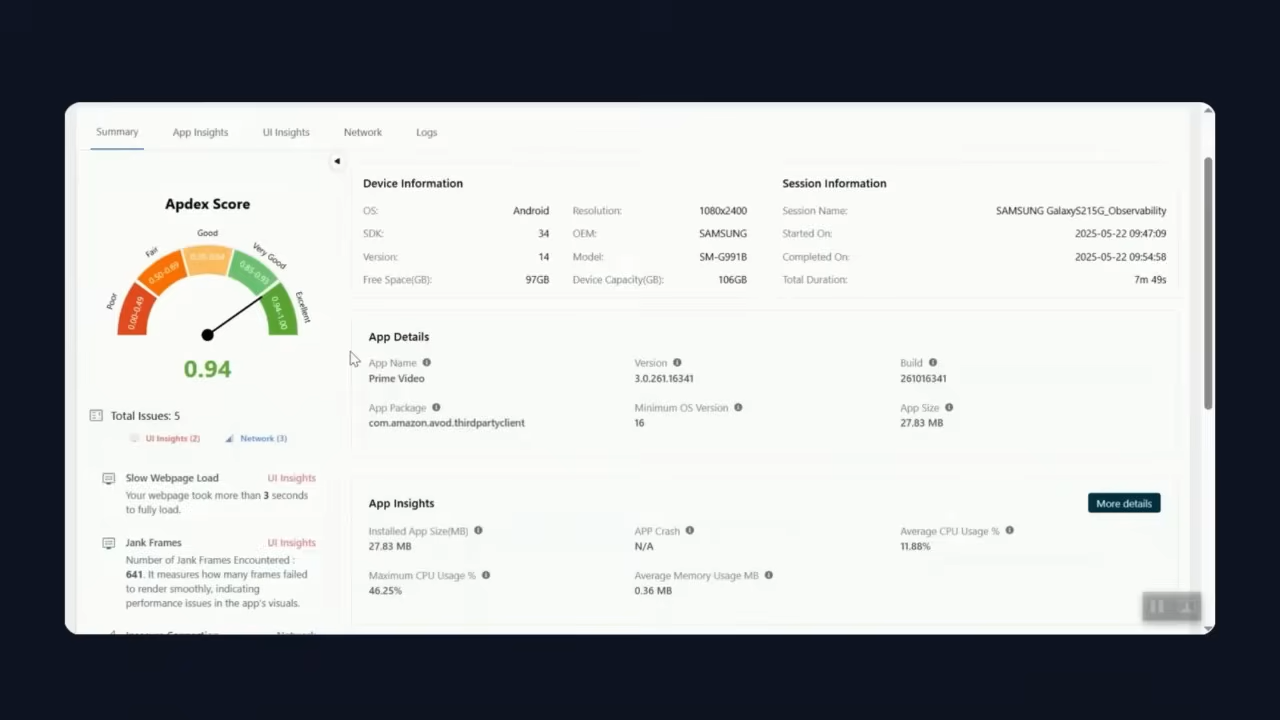 Summary
App Insights
UI Insights
Network
Logs
Apdex Score
Poor
Fair
Good
Very Good
Excellent
0.00-0.49
0.50-0.69
0.94-1.00
0.94
Total Issues: 5
UI Insights (2)
Network (3)
Slow Webpage Load
UI Insights
Your webpage took more than 3 seconds
to fully load.
Jank Frames
UI Insights
Number of Jank Frames Encountered :
641. It measures how many frames failed
to render smoothly, indicating
performance issues in the app's visuals.
Device Information
OS: Android
Resolution: 1080x2400
SDK: 34
OEM: SAMSUNG
Version: 14
Model: SM-G991B
Free Space(GB): 97GB
Device Capacity(GB): 106GB
Session Information
Session Name: SAMSUNG GalaxyS215G_Observability
Started On: 2025-05-22 09:47:09
Completed On: 2025-05-22 09:54:58
Total Duration: 7m 49s
App Details
App Name
Prime Video
Version
3.0.261.16341
Build
261016341
App Package
com.amazon.avod.thirdpartyclient
Minimum OS Version
16
App Size
27.83 MB
App Insights
More details
Installed App Size(MB)
27.83 MB
APP Crash
N/A
Average CPU Usage %
11.88%
Maximum CPU Usage %
46.25%
Average Memory Usage MB
0.36 MB